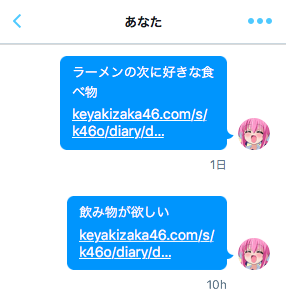 あなた
ラーメンの次に好きな食
べ物
keyakizaka46.com/s/
k46o/diary/d...
1日
飲み物が欲しい
keyakizaka46.com/s/
k46o/diary/d...
10h